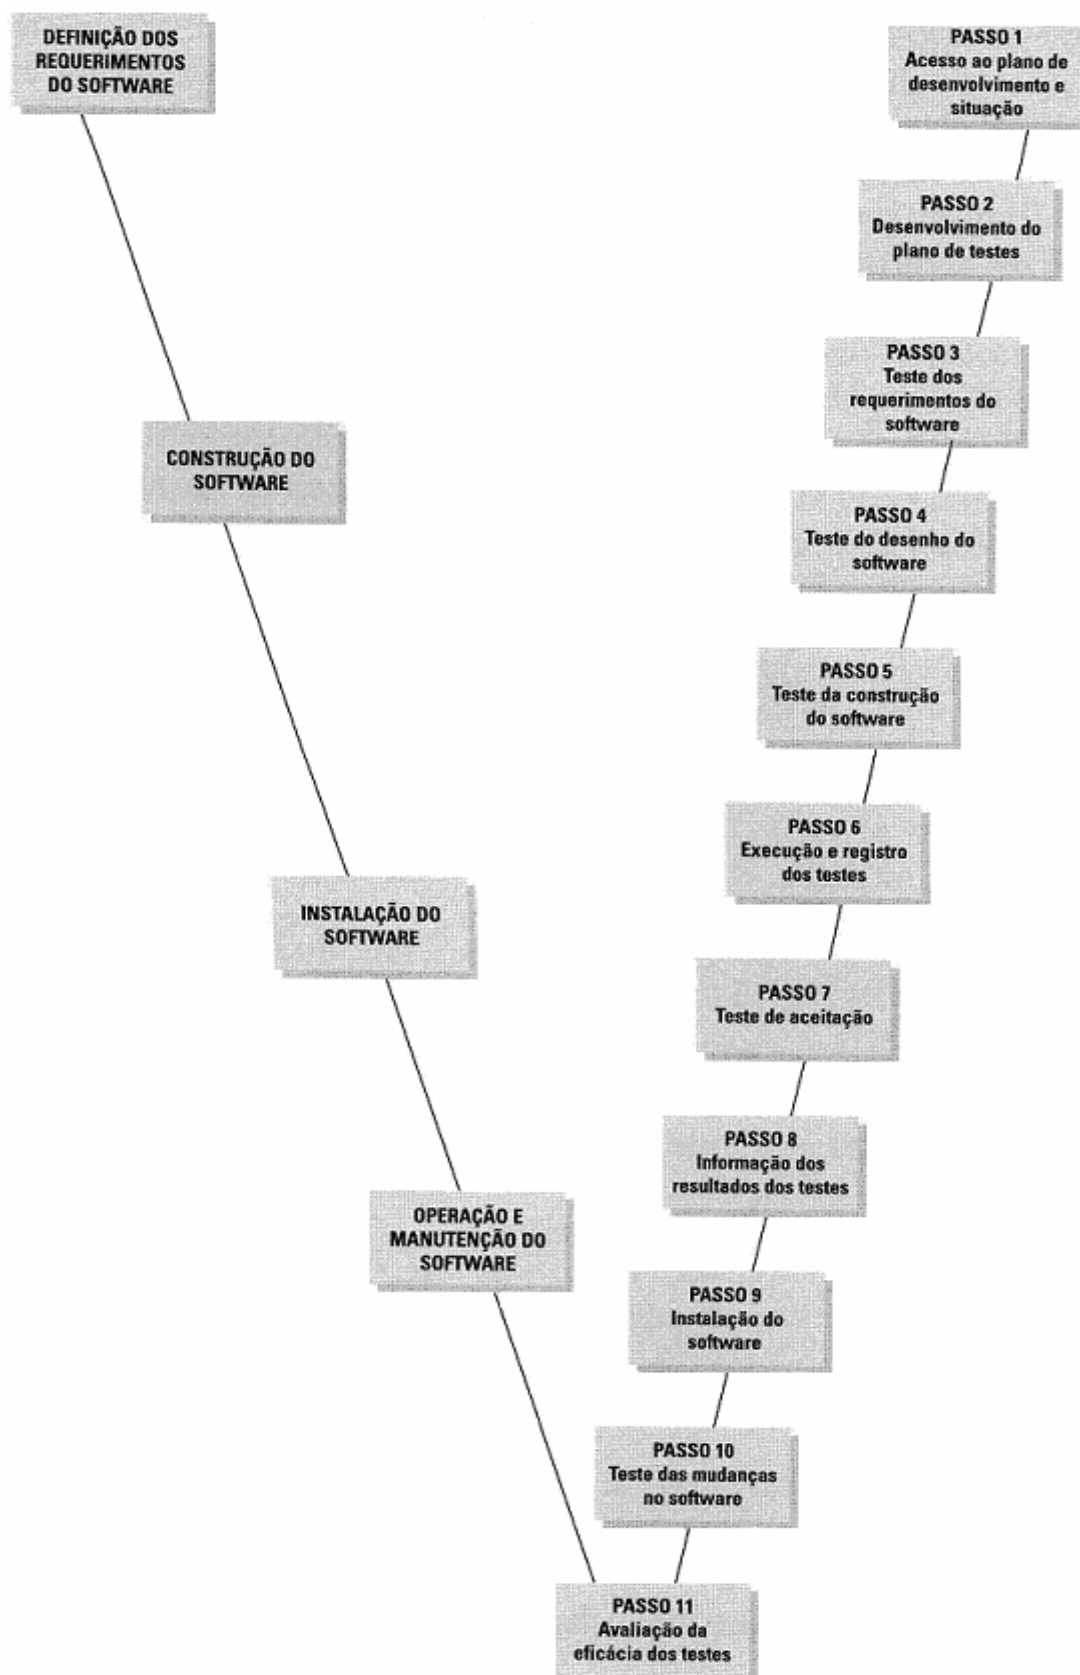 DEFINIÇÃO DOS
REQUERIMENTOS
DO SOFTWARE
CONSTRUÇÃO DO
SOFTWARE
INSTALAÇÃO DO
SOFTWARE
OPERAÇÃO E
MANUTENÇÃO DO
SOFTWARE
PASSO 1
Acesso ao plano de
desenvolvimento e
situação
PASSO 2
Desenvolvimento do
plano de testes
PASSO 3
Teste dos
requerimentos do
software
PASSO 4
Teste do desenho do
software
PASSO 5
Teste da construção
do software
PASSO 6
Execução e registro
dos testes
PASSO 7
Teste de aceitação
PASSO 8
Informação dos
resultados dos testes
PASSO 9
Instalação do
software
PASSO 10
Teste das mudanças
no software
PASSO 11
Avaliação da
eficácia dos testes